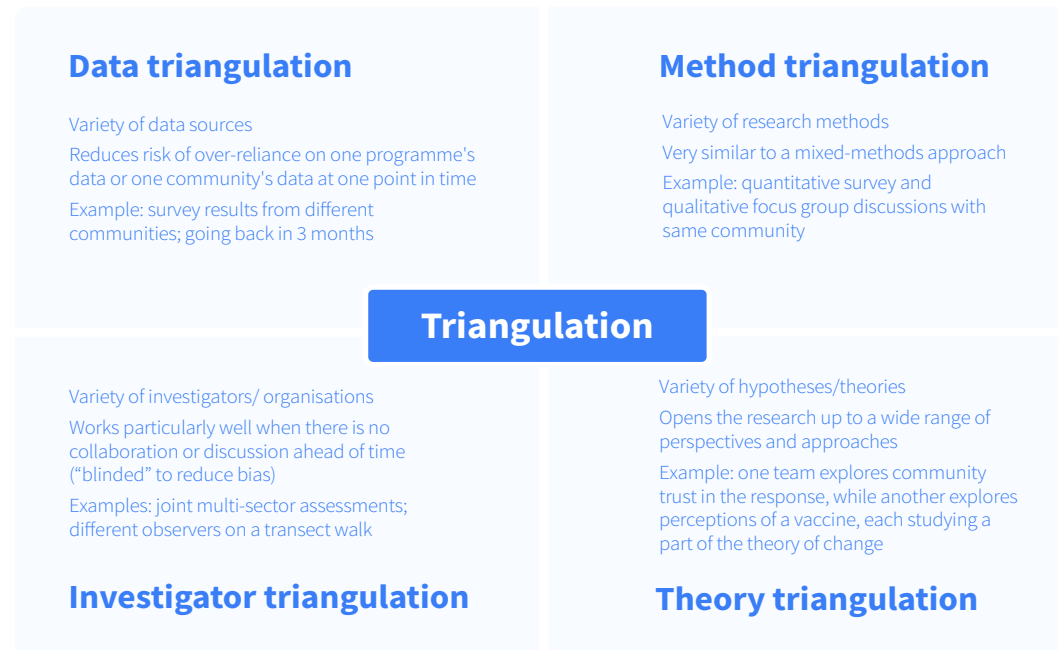 Data triangulation
Variety of data sources
Reduces risk of over-reliance on one programme's
data or one community's data at one point in time
Example: survey results from different
communities; going back in 3 months
Method triangulation
Variety of research methods
Very similar to a mixed-methods approach
Example: quantitative survey and
qualitative focus group discussions with
same community
Triangulation
Variety of investigators/ organisations
Works particularly well when there is no
collaboration or discussion ahead of time
(“blinded” to reduce bias)
Examples: joint multi-sector assessments;
different observers on a transect walk
Investigator triangulation
Variety of hypotheses/theories
Opens the research up to a wide range of
perspectives and approaches
Example: one team explores community
trust in the response, while another explores
perceptions of a vaccine, each studying a
part of the theory of change
Theory triangulation